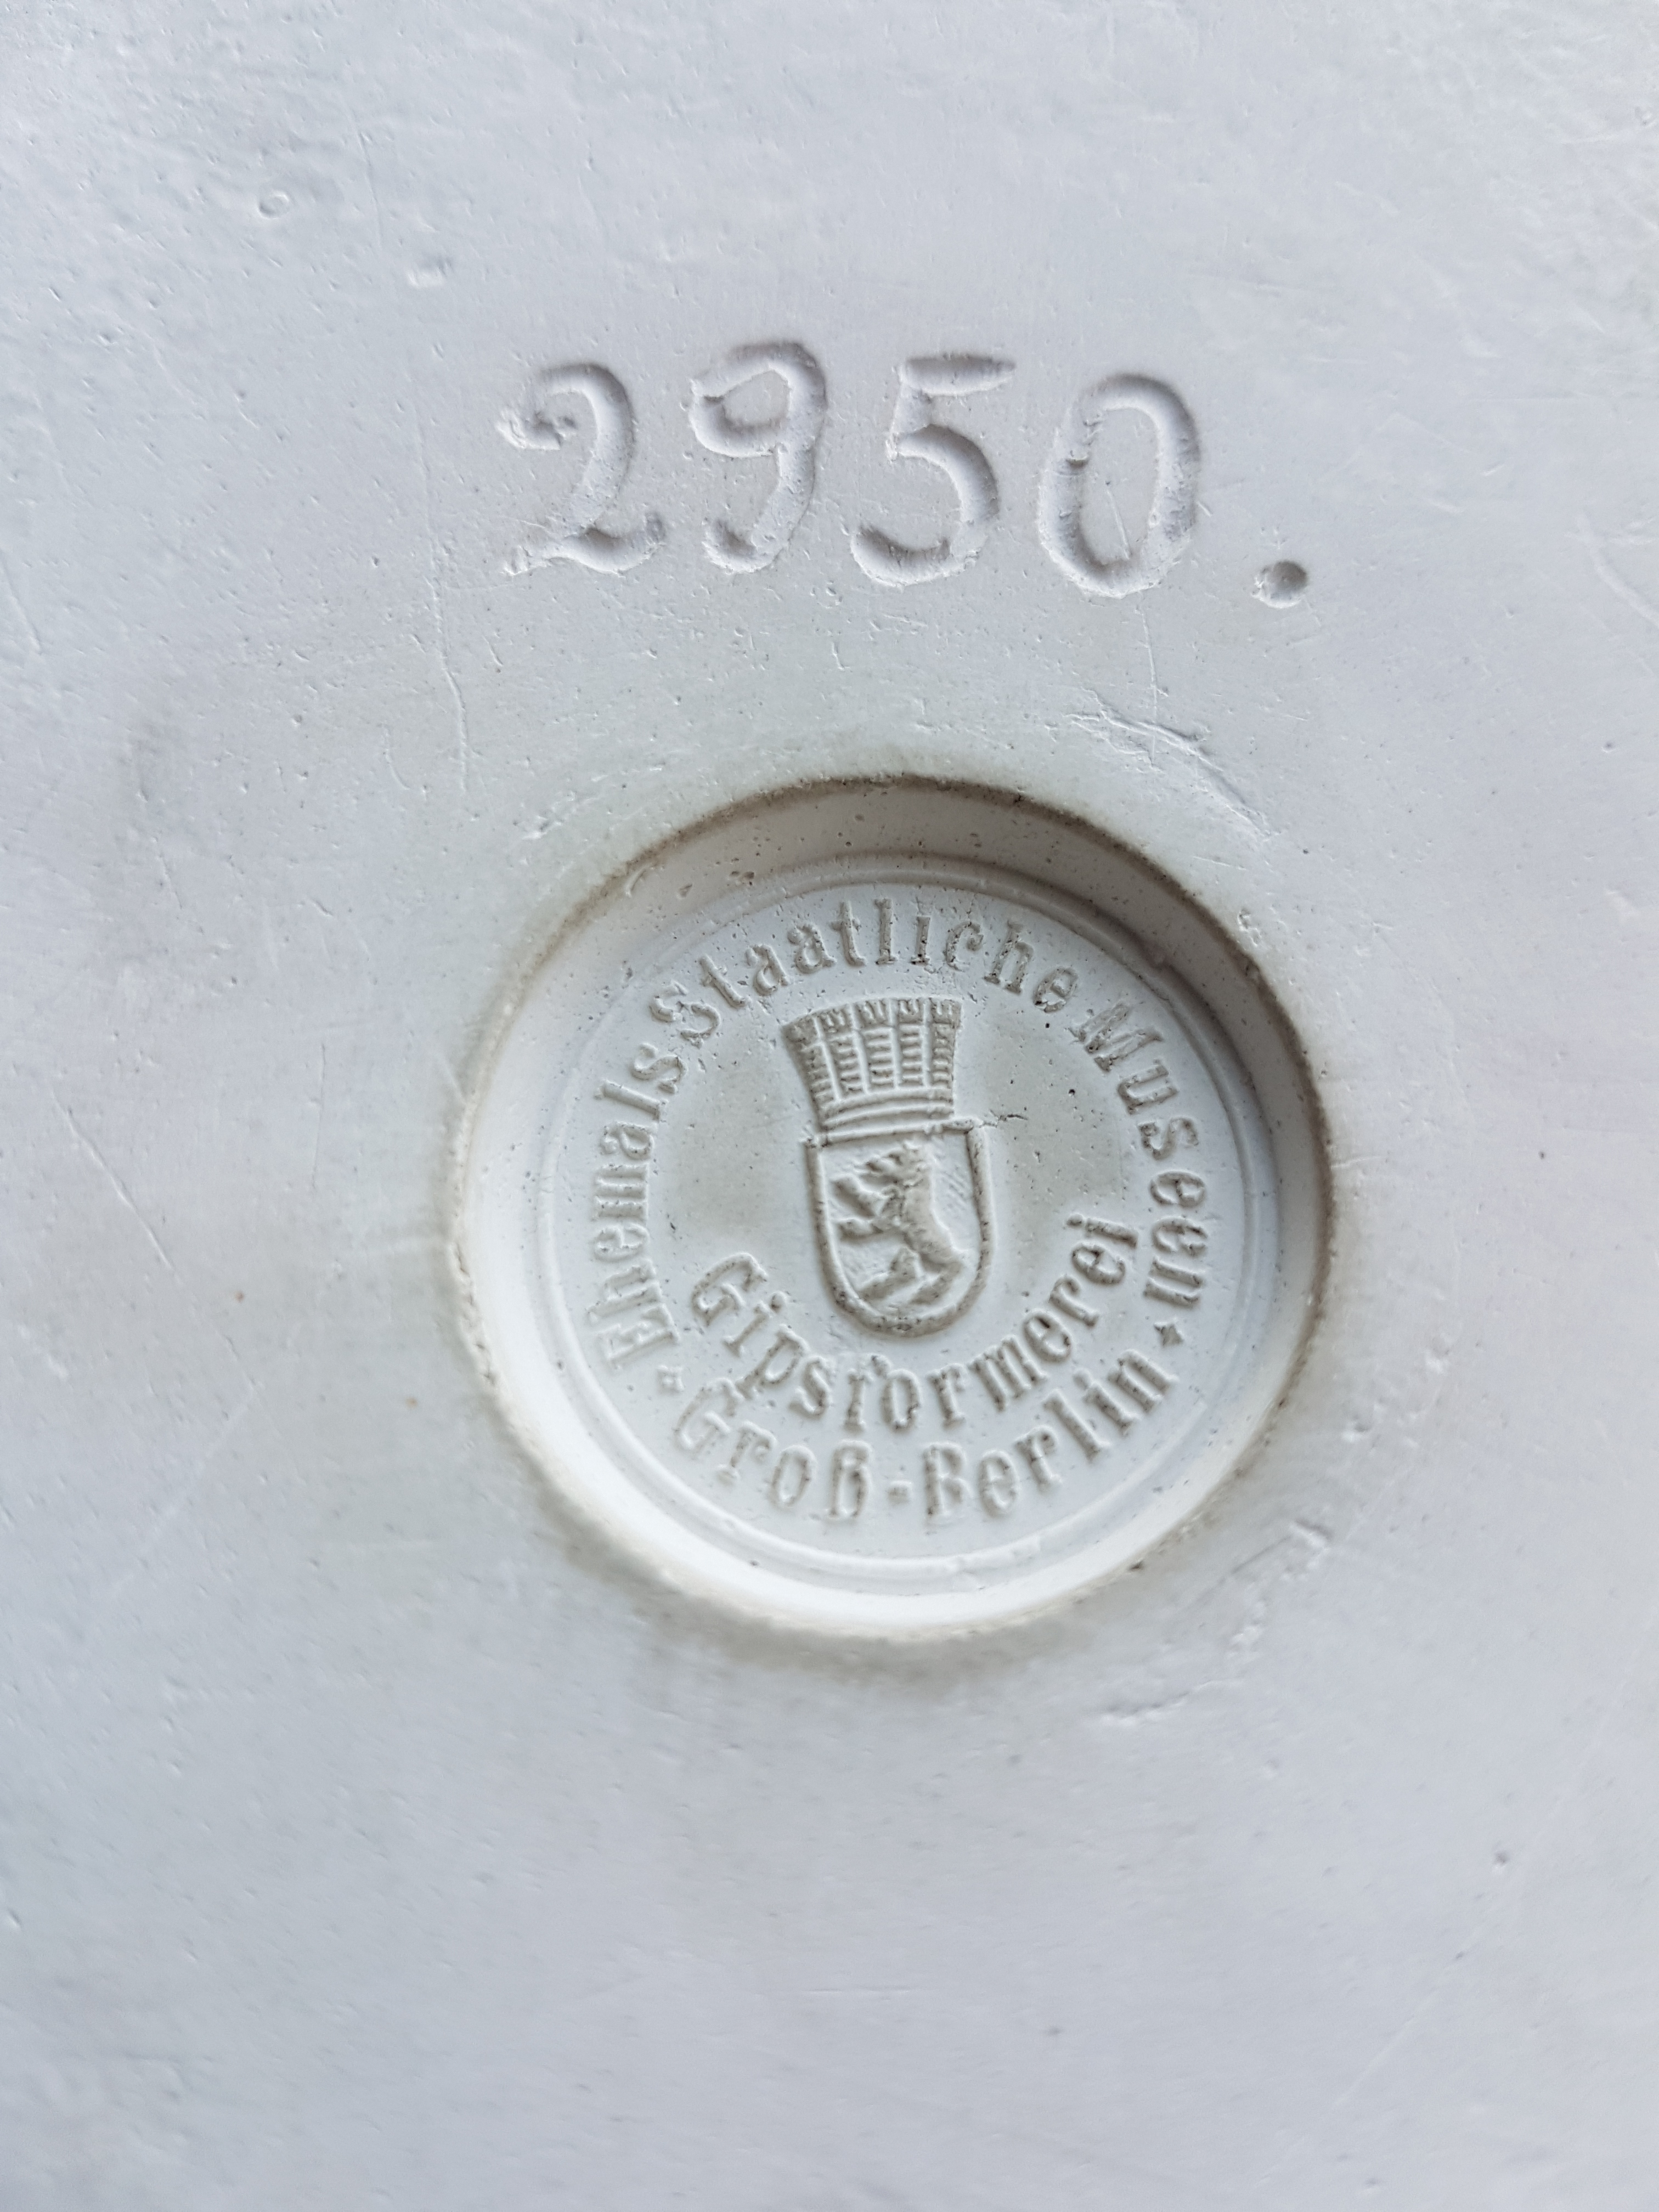 2950.
Ehemals Staatliche Museen
Gipsformerei
Groß-Berlin